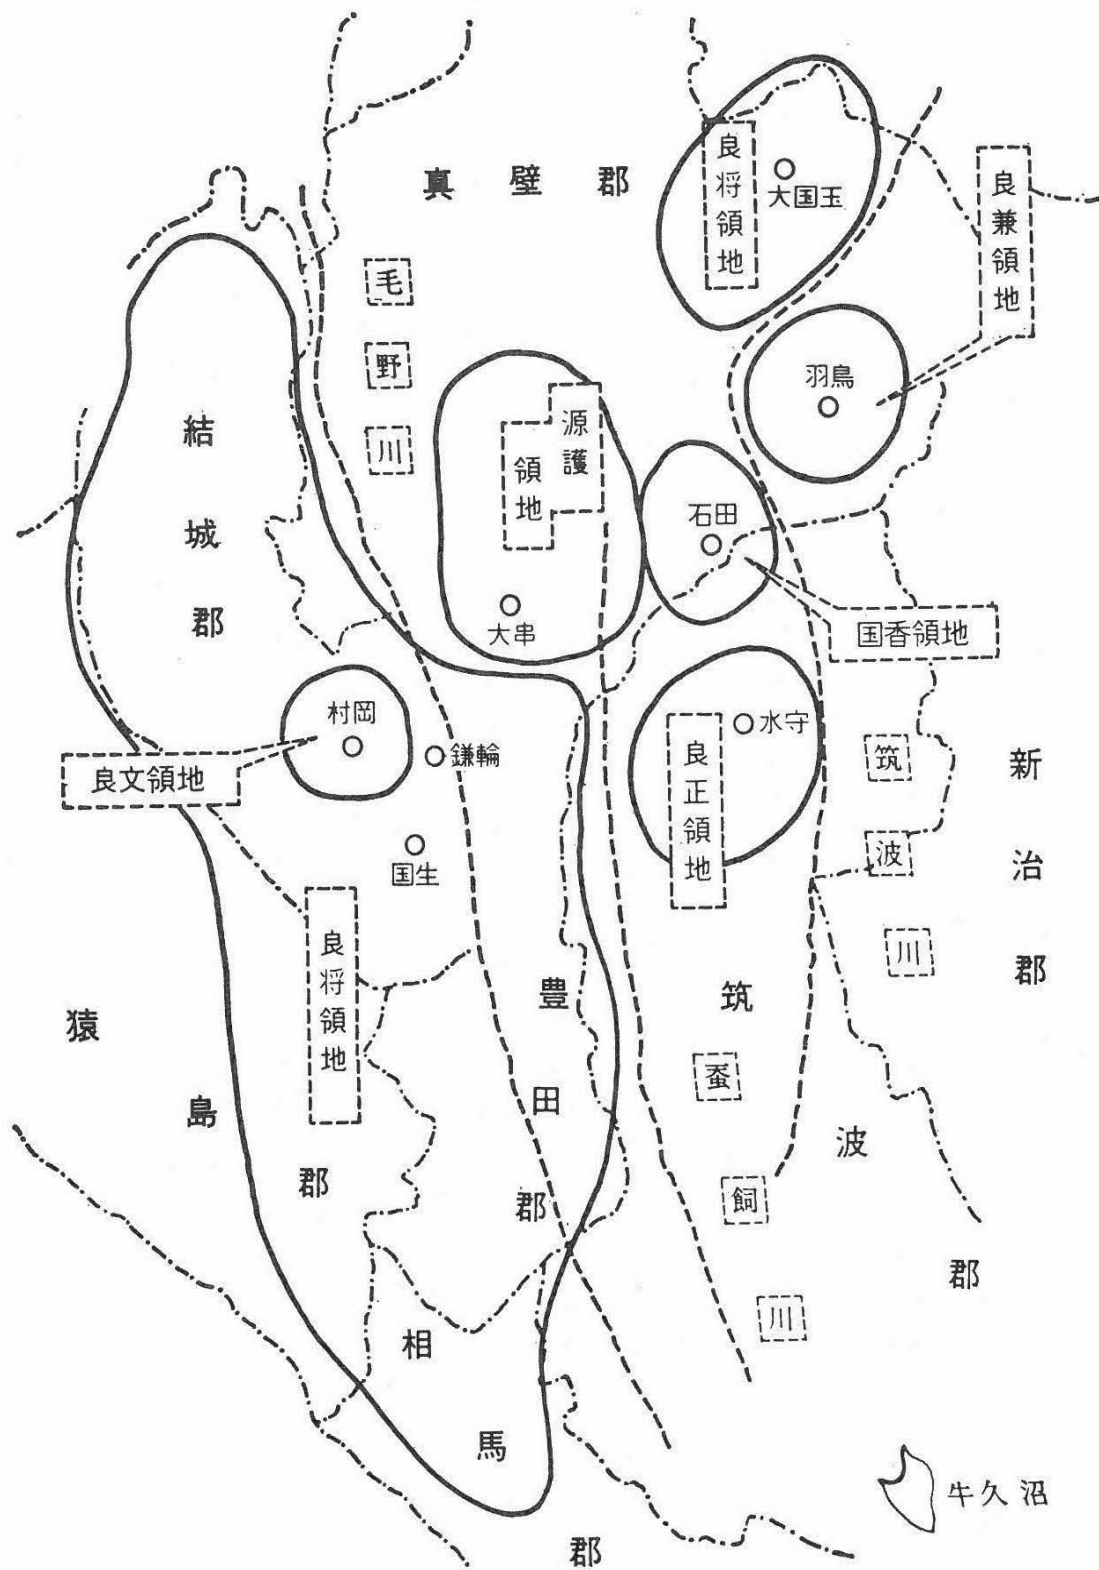 真壁郡
良将領地
大国玉
良兼領地
毛野川
羽鳥
源護
領地
結城郡
石田
大串
国香領地
村岡
鎌輪
水守
良文領地
良正領地
筑波川
新治郡
国生
良将領地
豊田郡
筑波郡
猿島郡
蚕飼川
相馬郡
牛久沼